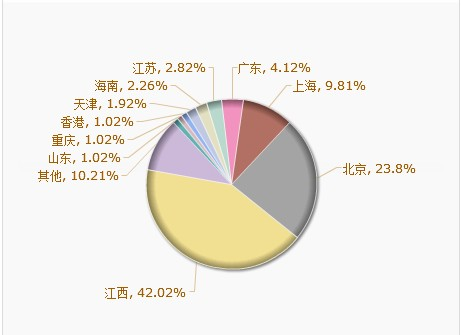 江苏, 2.82%
广东, 4.12%
海南, 2.26%
上海, 9.81%
天津, 1.92%
香港, 1.02%
重庆, 1.02%
山东, 1.02%
其他, 10.21%
北京, 23.8%
江西, 42.02%